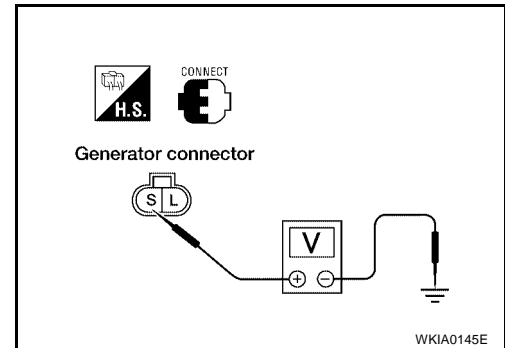 CONNECT
H.S.
Generator connector
S L
V
+ -
WKIA0145E